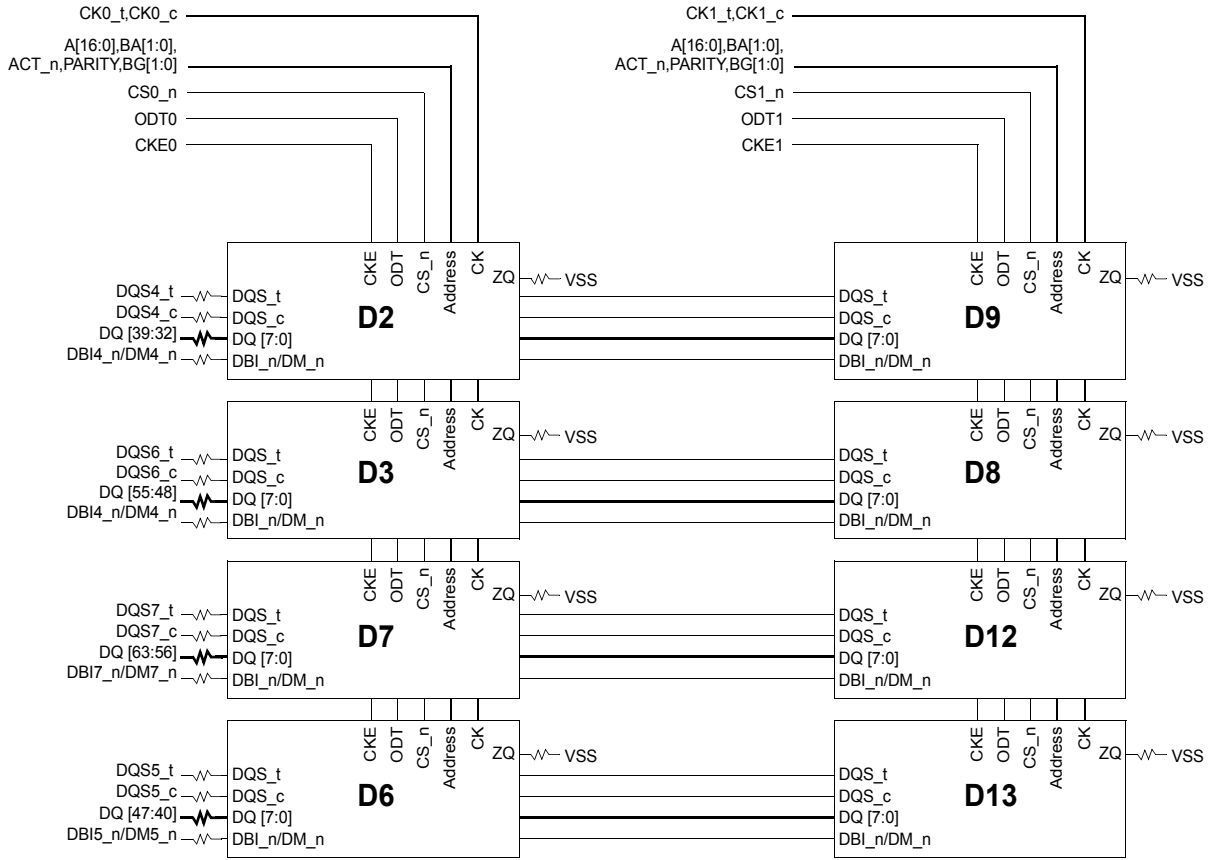 CK0_t,CK0_c
A[16:0],BA[1:0],
ACT_n,PARITY,BG[1:0]
CS0_n
ODT0
CKE0
CK1_t,CK1_c
A[16:0],BA[1:0],
ACT_n,PARITY,BG[1:0]
CS1_n
ODT1
CKE1
DQS4_t
DQS4_c
DQ [39:32]
DBI4_n/DM4_n
CKE
ODT
CS_n
Address
CK
ZQ
VSS
DQS_t
DQS_c
DQ [7:0]
DBI_n/DM_n
D2
CKE
ODT
CS_n
Address
CK
ZQ
VSS
DQS_t
DQS_c
DQ [7:0]
DBI_n/DM_n
D9
DQS6_t
DQS6_c
DQ [55:48]
DBI4_n/DM4_n
CKE
ODT
CS_n
Address
CK
ZQ
VSS
DQS_t
DQS_c
DQ [7:0]
DBI_n/DM_n
D3
CKE
ODT
CS_n
Address
CK
ZQ
VSS
DQS_t
DQS_c
DQ [7:0]
DBI_n/DM_n
D8
DQS7_t
DQS7_c
DQ [63:56]
DBI7_n/DM7_n
CKE
ODT
CS_n
Address
CK
ZQ
VSS
DQS_t
DQS_c
DQ [7:0]
DBI_n/DM_n
D7
CKE
ODT
CS_n
Address
CK
ZQ
VSS
DQS_t
DQS_c
DQ [7:0]
DBI_n/DM_n
D12
DQS5_t
DQS5_c
DQ [47:40]
DBI5_n/DM5_n
CKE
ODT
CS_n
Address
CK
ZQ
VSS
DQS_t
DQS_c
DQ [7:0]
DBI_n/DM_n
D6
CKE
ODT
CS_n
Address
CK
ZQ
VSS
DQS_t
DQS_c
DQ [7:0]
DBI_n/DM_n
D13